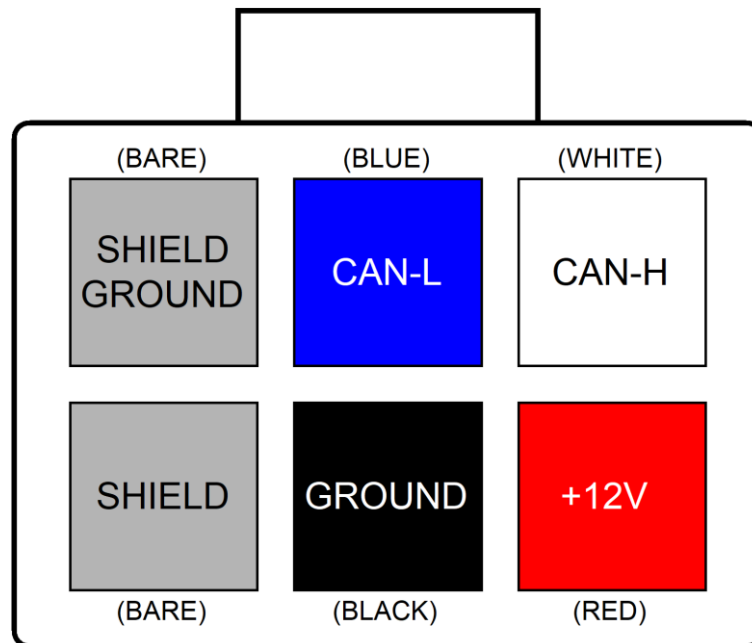 (BARE) (BLUE) (WHITE)
SHIELD
GROUND
CAN-L
CAN-H
SHIELD
GROUND
+12V
(BARE) (BLACK) (RED)